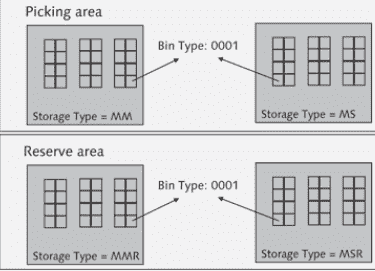 Picking area
Bin Type: 0001
Storage Type = MM
Storage Type = MS
Reserve area
Bin Type: 0001
Storage Type = MMR
Storage Type = MSR